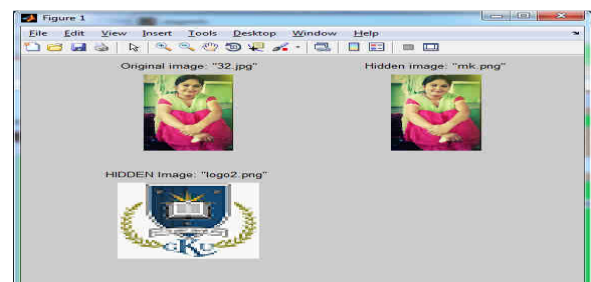 Figure 1
File Edit View Insert Tools Desktop Window Help
Original image: "32.jpg"
Hidden image: "mk.png"
HIDDEN Image: "logo2.png"